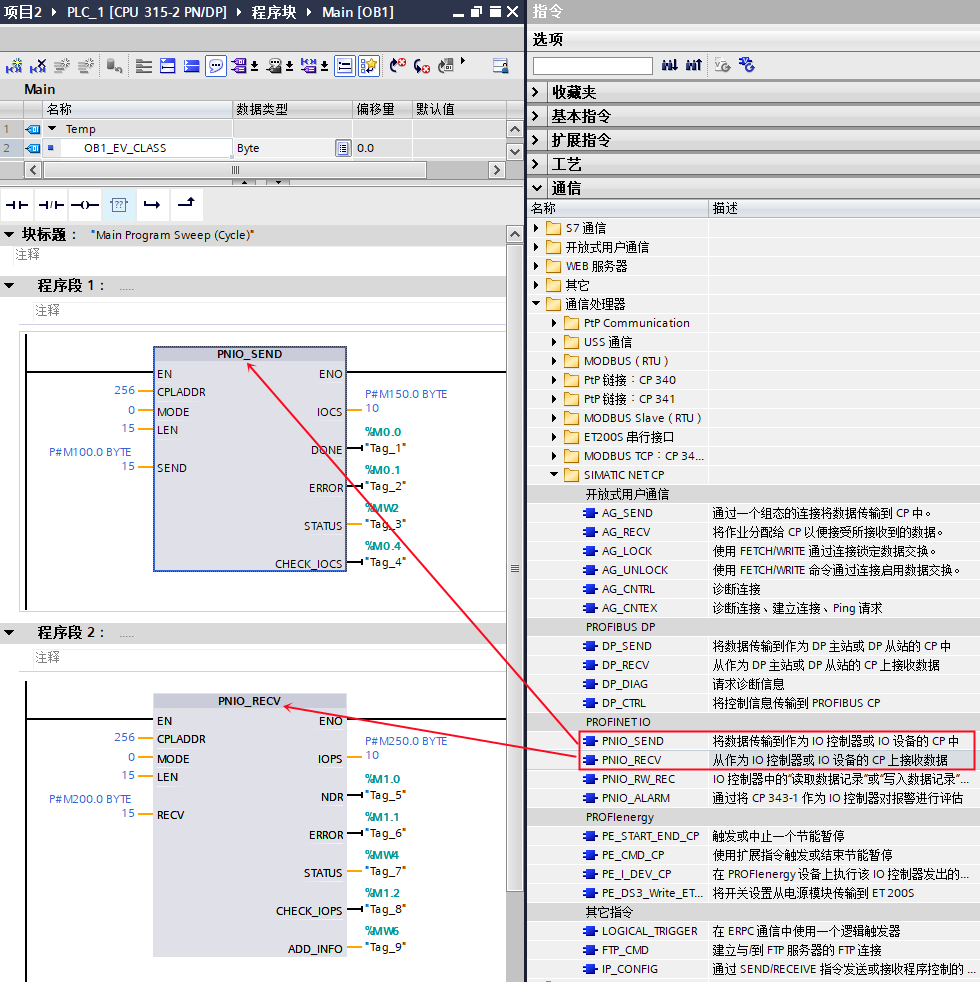 项目2 ▸ PLC_1 [CPU 315-2 PN/DP] ▸ 程序块 ▸ Main [OB1]
Main
名称 数据类型 偏移量 默认值
1 Temp
2 OB1_EV_CLASS Byte 0.0
??
块标题： "Main Program Sweep (Cycle)"
注释
程序段 1： .....
注释
PNIO_SEND
EN ENO
256 CPLADDR
P#M150.0 BYTE
0 MODE IOCS 10
15 LEN
%M0.0
P#M100.0 BYTE DONE "Tag_1"
15 SEND
%M0.1
ERROR "Tag_2"
%MW2
STATUS "Tag_3"
%M0.4
CHECK_IOCS "Tag_4"
程序段 2： .....
注释
PNIO_RECV
EN ENO
256 CPLADDR
P#M250.0 BYTE
0 MODE IOPS 10
15 LEN
%M1.0
P#M200.0 BYTE NDR "Tag_5"
15 RECV
%M1.1
ERROR "Tag_6"
%MW4
STATUS "Tag_7"
%M1.2
CHECK_IOPS "Tag_8"
%MW6
ADD_INFO "Tag_9"
指令
选项
收藏夹
基本指令
扩展指令
工艺
通信
名称 描述
S7 通信
开放式用户通信
WEB 服务器
其它
通信处理器
PtP Communication
USS 通信
MODBUS（RTU）
PtP 链接：CP 340
PtP 链接：CP 341
MODBUS Slave（RTU）
ET200S 串行接口
MODBUS TCP：CP 34...
SIMATIC NET CP
开放式用户通信
AG_SEND 通过一个组态的连接将数据传输到 CP 中。
AG_RECV 将作业分配给 CP 以便接受所接收到的数据。
AG_LOCK 使用 FETCH/WRITE 通过连接锁定数据交换。
AG_UNLOCK 使用 FETCH/WRITE 命令通过连接启用数据交换。
AG_CNTRL 诊断连接
AG_CNTEX 诊断连接、建立连接、Ping 请求
PROFIBUS DP
DP_SEND 将数据传输到作为 DP 主站或 DP 从站的 CP 中
DP_RECV 从作为 DP 主站或 DP 从站的 CP 上接收数据
DP_DIAG 请求诊断信息
DP_CTRL 将控制信息传输到 PROFIBUS CP
PROFINET IO
PNIO_SEND 将数据传输到作为 IO 控制器或 IO 设备的 CP 中
PNIO_RECV 从作为 IO 控制器或 IO 设备的 CP 上接收数据
PNIO_RW_REC IO 控制器中的"读取数据记录"或"写入数据记录"...
PNIO_ALARM 通过将 CP 343-1 作为 IO 控制器对报警进行评估
PROFIenergy
PE_START_END_CP 触发或中止一个节能暂停
PE_CMD_CP 使用扩展指令触发或结束节能暂停
PE_I_DEV_CP 在 PROFIenergy 设备上执行该 IO 控制器发出的...
PE_DS3_Write_ET... 将开关设置从电源模块传输到 ET 200S
其它指令
LOGICAL_TRIGGER 在 ERPC 通信中使用一个逻辑触发器
FTP_CMD 建立与/到 FTP 服务器的 FTP 连接
IP_CONFIG 通过 SEND/RECEIVE 指令发送或接收程序控制的 ...